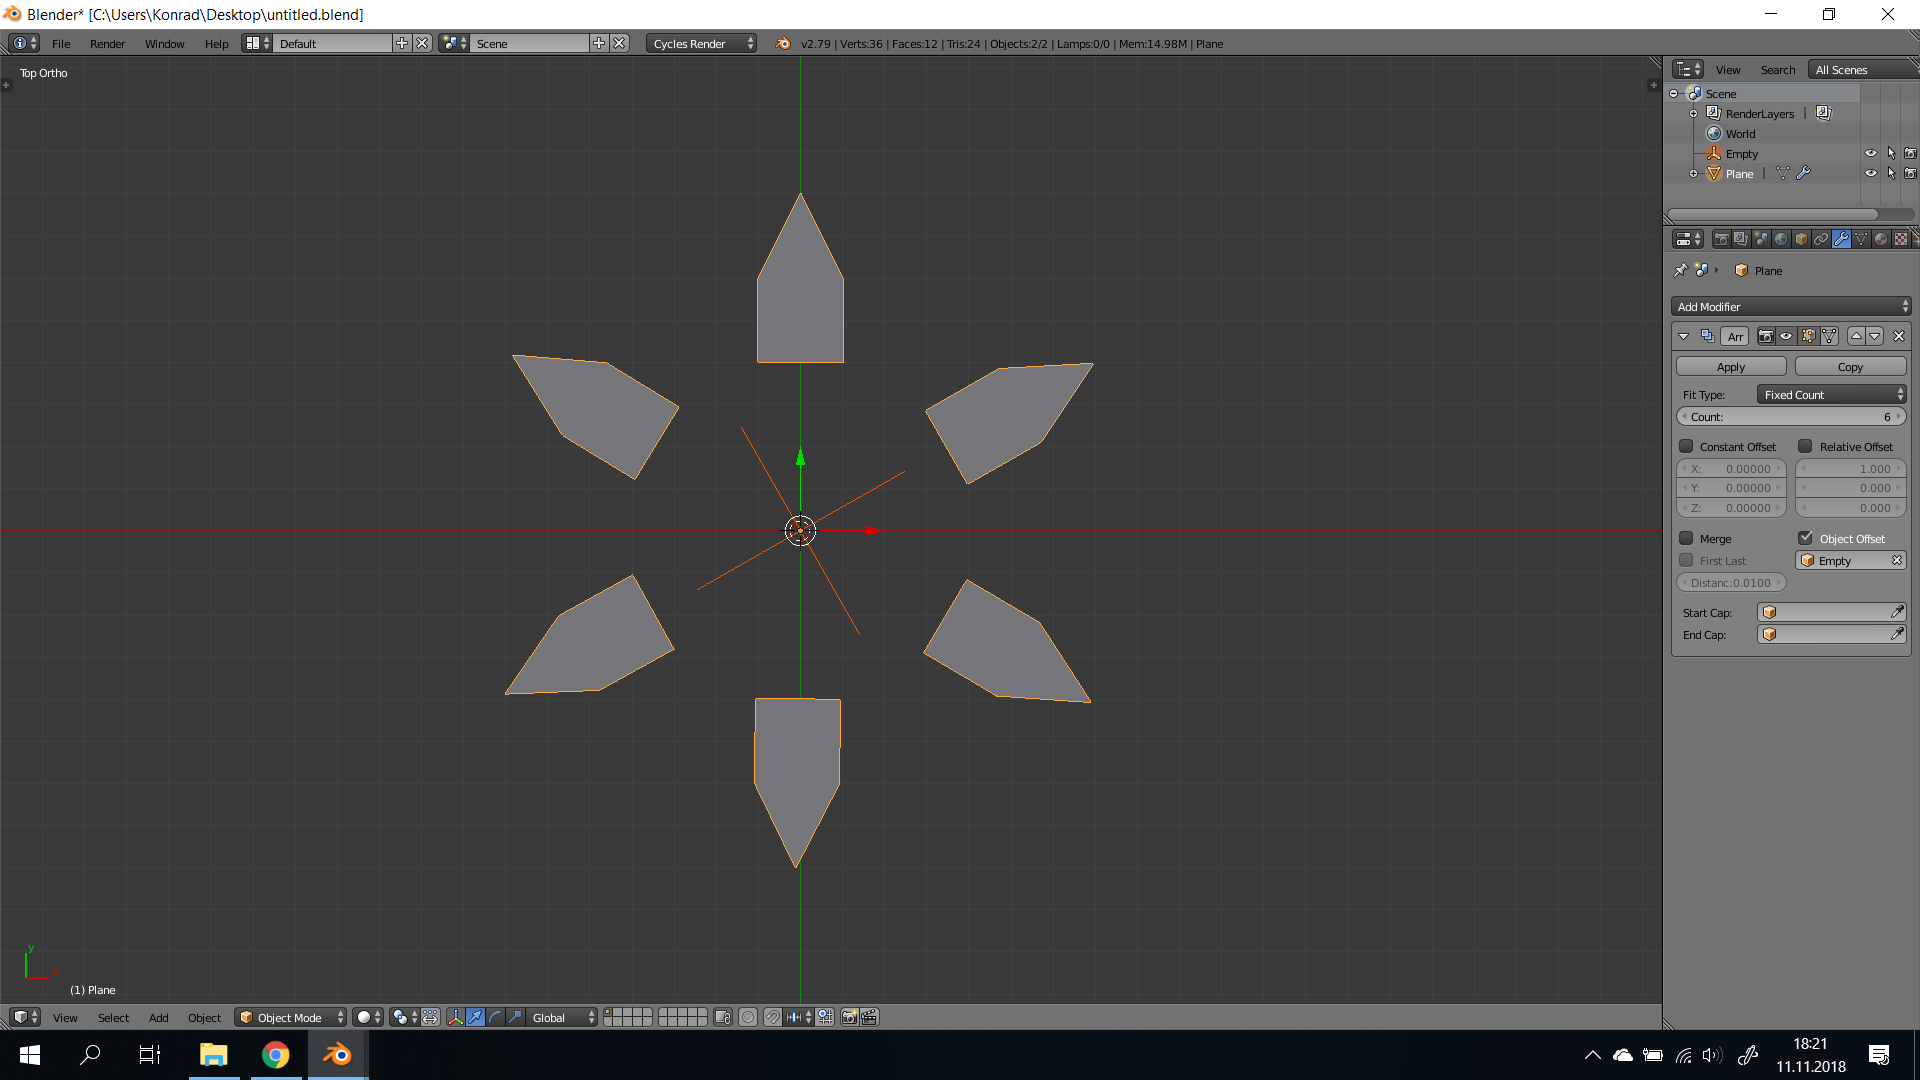 Blender* [C:\Users\Konrad\Desktop\untitled.blend]
File Render Window Help Default Scene Cycles Render v2.79 | Verts:36 | Faces:12 | Tris:24 | Objects:2/2 | Lamps:0/0 | Mem:14.98M | Plane
Top Ortho
View Search All Scenes
Scene
RenderLayers |
World
Empty
Plane |
Plane
Add Modifier
Arr
Apply Copy
Fit Type: Fixed Count
Count: 6
Constant Offset Relative Offset
X: 0.00000 1.000
Y: 0.00000 0.000
Z: 0.00000 0.000
Merge Object Offset
First Last Empty
Distanc:0.0100
Start Cap:
End Cap:
y
x
(1) Plane
View Select Add Object Object Mode Global
18:21
11.11.2018